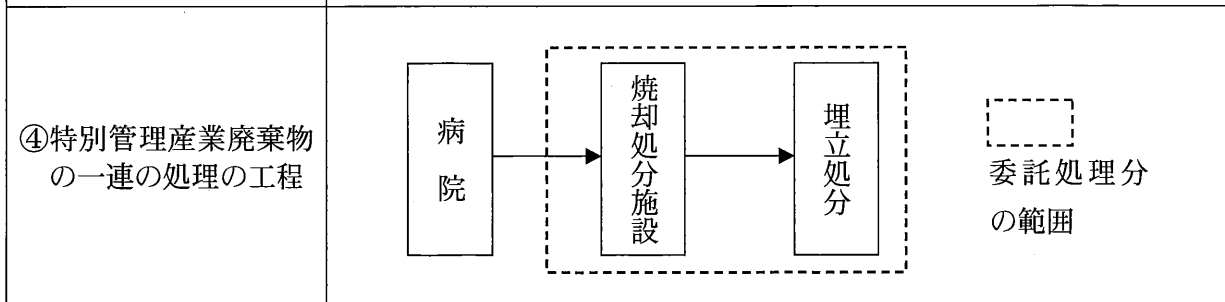 ④特別管理産業廃棄物
の一連の処理の工程
病院
焼却処分施設
埋立処分
委託処理分
の範囲